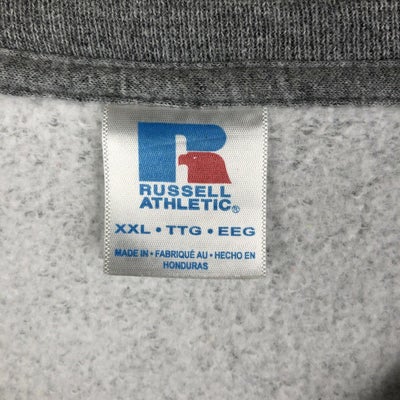 RUSSELL
ATHLETIC®
XXL • TTG • EEG
MADE IN • FABRIQUÉ AU • HECHO EN
HONDURAS